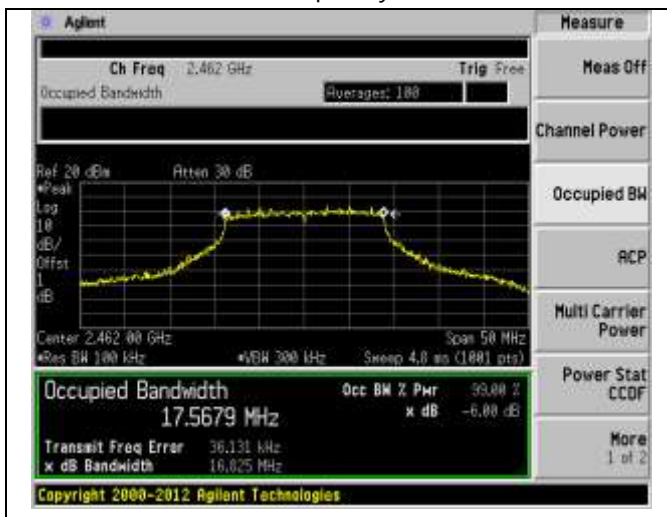 Agilent
Measure
Ch Freq 2.462 GHz Trig Free
Meas Off
Occupied Bandwidth Averages: 100
Channel Power
Ref 20 dBm Atten 30 dB
#Peak
Log
10
dB/
Offst
1
dB
Occupied BW
ACP
Multi Carrier
Power
Center 2.462 00 GHz Span 50 MHz
#Res BW 100 kHz #VBW 300 kHz Sweep 4.8 ms (1001 pts)
Power Stat
CCDF
Occupied Bandwidth Occ BW % Pwr 99.00 %
17.5679 MHz x dB -6.00 dB
Transmit Freq Error 36.131 kHz
x dB Bandwidth 16.825 MHz
More
1 of 2
Copyright 2000-2012 Agilent Technologies